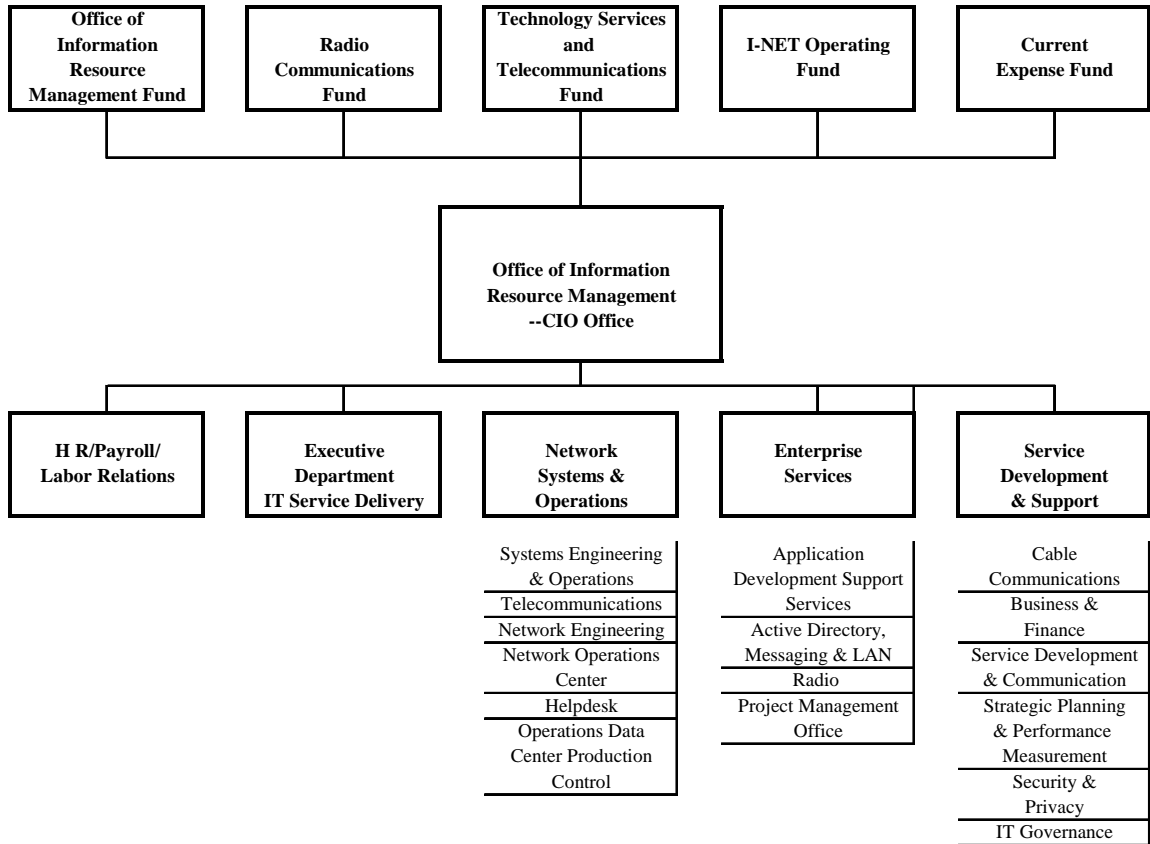 Office of
Information
Resource
Management Fund
Radio
Communications
Fund
Technology Services
and
Telecommunications
Fund
I-NET Operating
Fund
Current
Expense Fund
Office of Information
Resource Management
--CIO Office
H R/Payroll/
Labor Relations
Executive
Department
IT Service Delivery
Network
Systems &
Operations
Enterprise
Services
Service
Development
& Support
Systems Engineering
& Operations
Telecommunications
Network Engineering
Network Operations
Center
Helpdesk
Operations Data
Center Production
Control
Application
Development Support
Services
Active Directory,
Messaging & LAN
Radio
Project Management
Office
Cable
Communications
Business &
Finance
Service Development
& Communication
Strategic Planning
& Performance
Measurement
Security &
Privacy
IT Governance